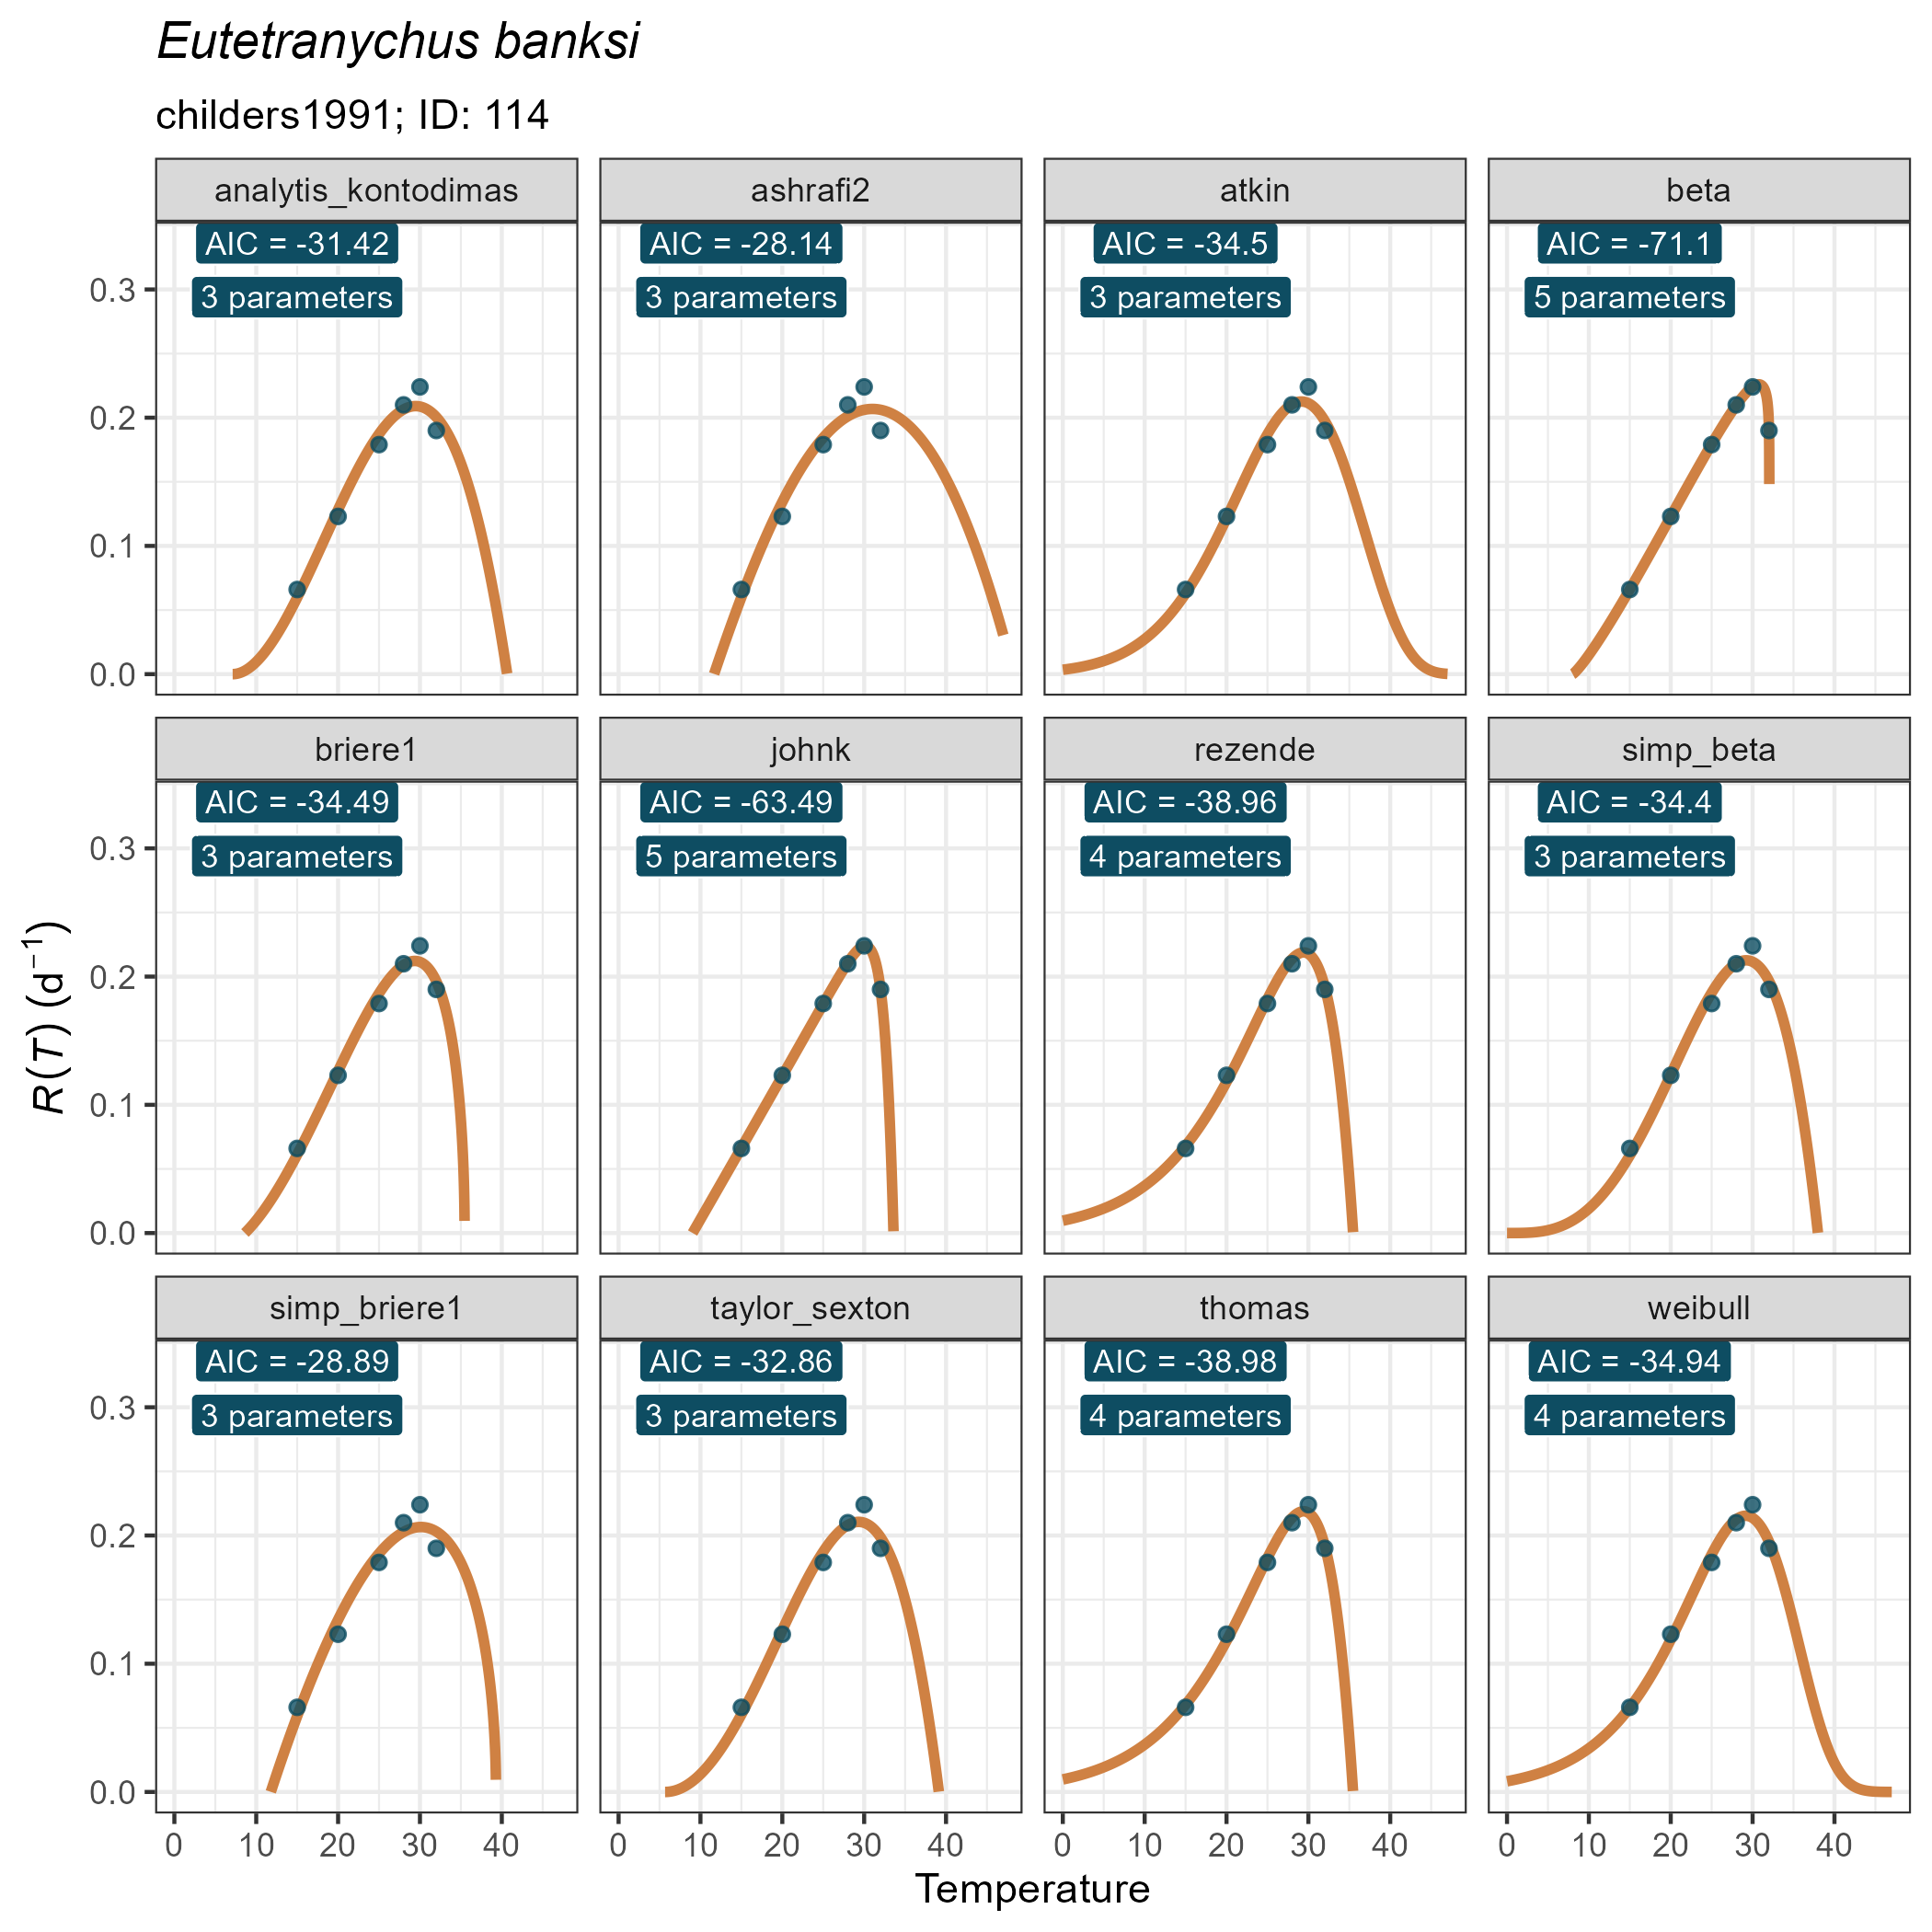 Eutetranychus banksi
childers1991; ID: 114
analytis_kontodimas
ashrafi2
atkin
beta
AIC = -31.42
AIC = -28.14
AIC = -34.5
AIC = -71.1
3 parameters
3 parameters
3 parameters
5 parameters
0.3
0.2
0.1
0.0
briere1
johnk
rezende
simp_beta
AIC = -34.49
AIC = -63.49
AIC = -38.96
AIC = -34.4
3 parameters
5 parameters
4 parameters
3 parameters
0.3
0.2
0.1
0.0
R(T) (d⁻¹)
simp_briere1
taylor_sexton
thomas
weibull
AIC = -28.89
AIC = -32.86
AIC = -38.98
AIC = -34.94
3 parameters
3 parameters
4 parameters
4 parameters
0.3
0.2
0.1
0.0
0 10 20 30 40
0 10 20 30 40
0 10 20 30 40
0 10 20 30 40
Temperature